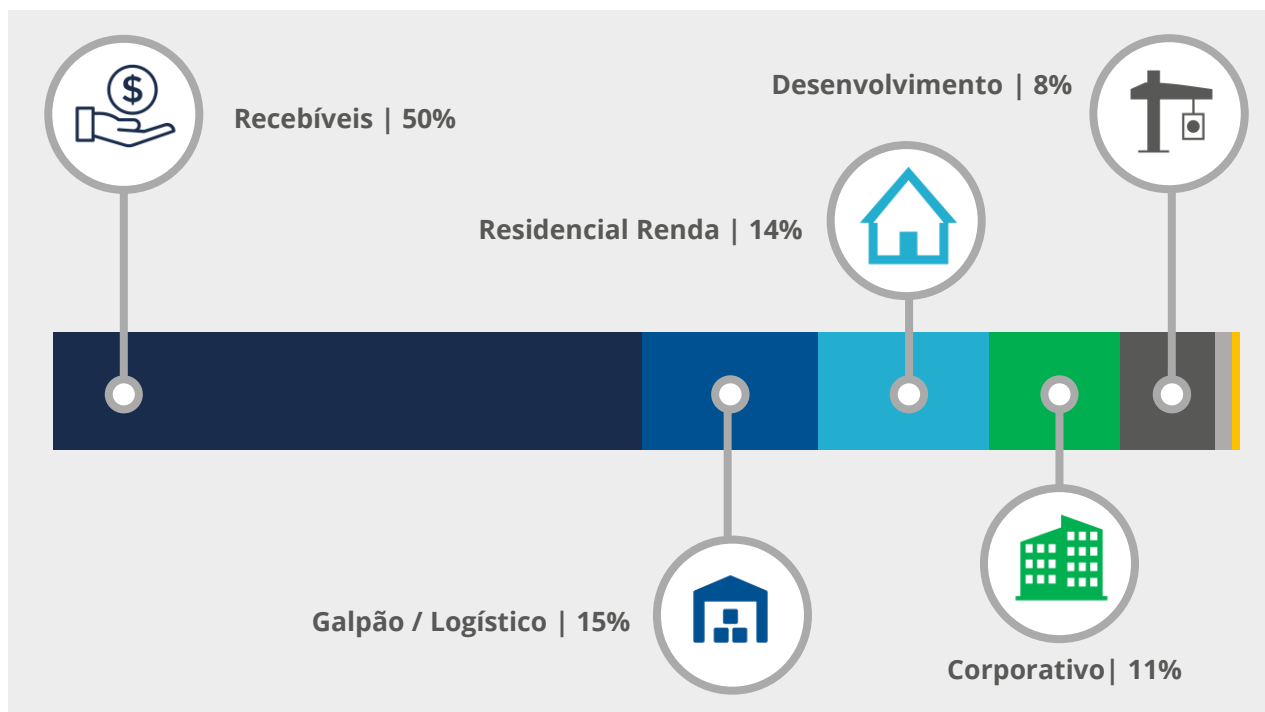 $
Recebíveis | 50%
Desenvolvimento | 8%
Residencial Renda | 14%
Galpão / Logístico | 15%
Corporativo| 11%